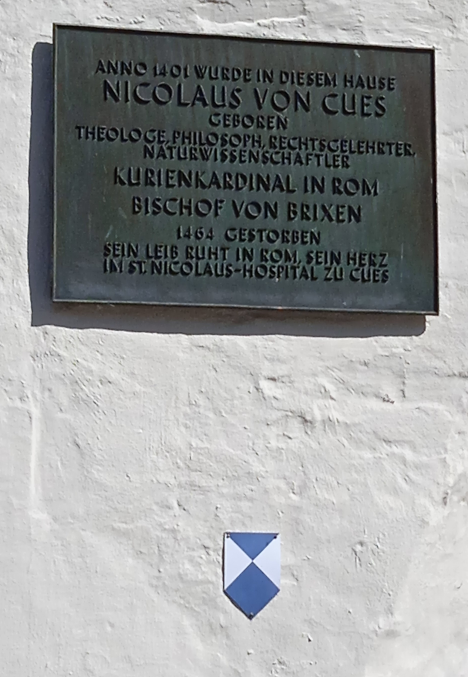 ANNO 1401 WURDE IN DIESEM HAUSE
NICOLAUS VON CUES
GEBOREN
THEOLOGE, PHILOSOPH, RECHTSGELEHRTER,
NATURWISSENSCHAFTLER
KURIENKARDINAL IN ROM
BISCHOF VON BRIXEN
1464 GESTORBEN
SEIN LEIB RUHT IN ROM, SEIN HERZ
IM ST. NICOLAUS-HOSPITAL ZU CUES